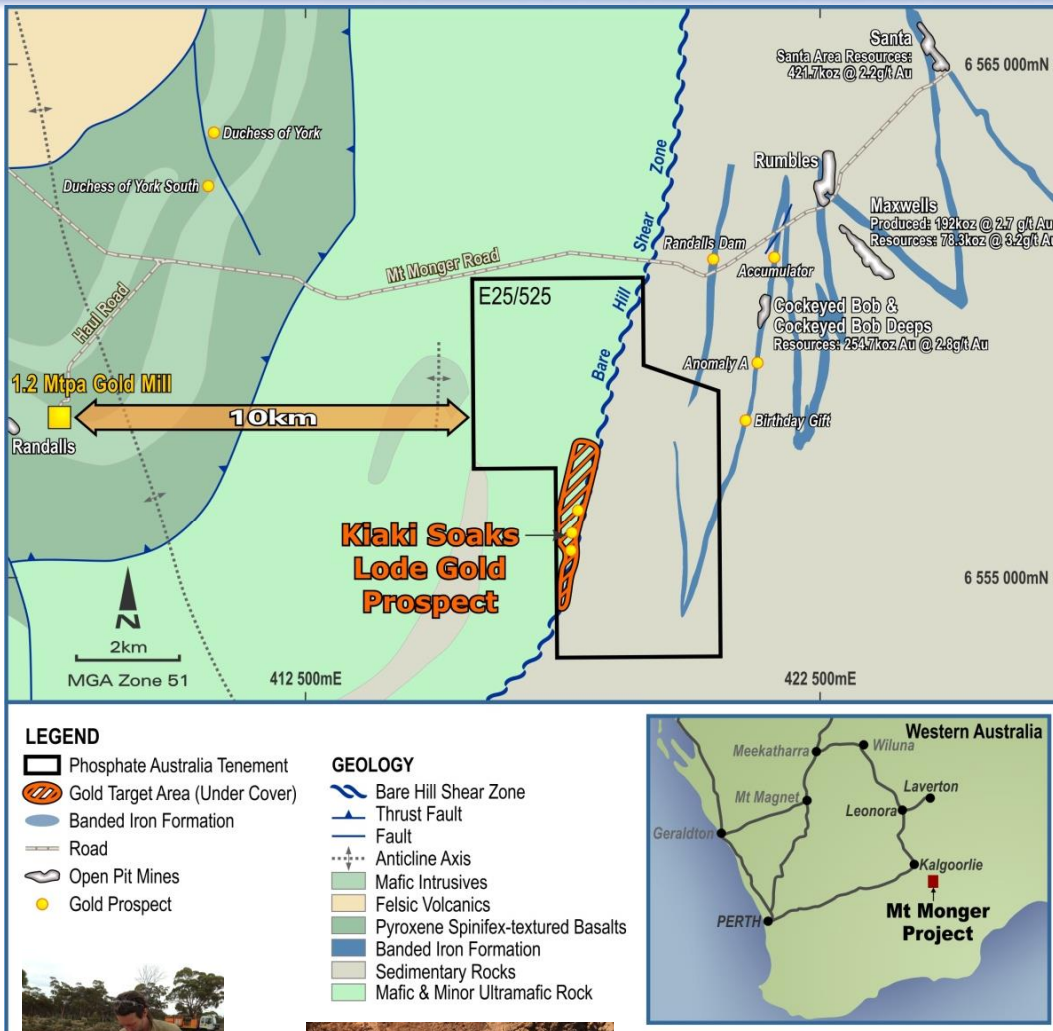 Santa
Santa Area Resources:
421.7koz @ 2.2g/t Au
6 565 000mN
Duchess of York
Duchess of York South
Rumbles
Maxwells
Produced: 192koz @ 2.7 g/t Au
Resources: 78.3koz @ 3.2g/t Au
Bare Hill Shear Zone
Randalls Dam
Accumulator
Mt Monger Road
Haul Road
E25/525
Cockeyed Bob &
Cockeyed Bob Deeps
Resources: 254.7koz Au @ 2.8g/t Au
Anomaly A
Birthday Gift
1.2 Mtpa Gold Mill
10km
Randalls
Kiaki Soaks
Lode Gold
Prospect
6 555 000mN
N
2km
MGA Zone 51
412 500mE
422 500mE
LEGEND
Phosphate Australia Tenement
Gold Target Area (Under Cover)
Banded Iron Formation
Road
Open Pit Mines
Gold Prospect
GEOLOGY
Bare Hill Shear Zone
Thrust Fault
Fault
Anticline Axis
Mafic Intrusives
Felsic Volcanics
Pyroxene Spinifex-textured Basalts
Banded Iron Formation
Sedimentary Rocks
Mafic & Minor Ultramafic Rock
Western Australia
Meekatharra
Wiluna
Mt Magnet
Laverton
Leonora
Geraldton
Kalgoorlie
PERTH
Mt Monger
Project